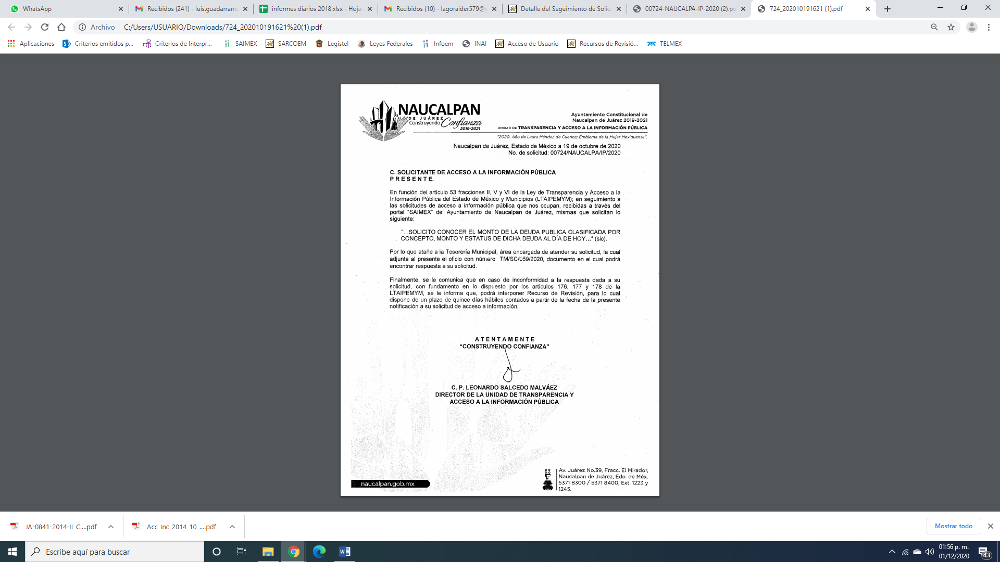 WhatsApp
Recibidos (241) - luis.guadarrama
informes diarios 2018.xlsx - Hojas
Recibidos (10) - lagoraider579@g
Detalle del Seguimiento de Solici
00724-NAUCALPA-IP-2020 (2).pd
724_202010191621 (1).pdf
Archivo
C:/Users/USUARIO/Downloads/724_202010191621%20(1).pdf
Aplicaciones
Criterios emitidos p...
Criterios de Interpr...
SAIMEX
SARCOEM
Legistel
Leyes Federales
Infoem
INAI
Acceso de Usuario
Recursos de Revisió...
TELMEX
NAUCALPAN
DE JUÁREZ
Construyendo Confianza
2019-2021
Ayuntamiento Constitucional de
Naucalpan de Juárez 2019-2021
UNIDAD DE TRANSPARENCIA Y ACCESO A LA INFORMACIÓN PÚBLICA
"2020. Año de Laura Méndez de Cuenca; Emblema de la Mujer Mexiquense".
Naucalpan de Juárez, Estado de México a 19 de octubre de 2020
No. de solicitud: 00724/NAUCALPA/IP/2020
C. SOLICITANTE DE ACCESO A LA INFORMACIÓN PÚBLICA
P R E S E N T E.
En función del artículo 53 fracciones II, V y VI de la Ley de Transparencia y Acceso a la
Información Pública del Estado de México y Municipios (LTAIPEMYM); en seguimiento a
las solicitudes de acceso a información pública que nos ocupan, recibidas a través del
portal "SAIMEX" del Ayuntamiento de Naucalpan de Juárez, mismas que solicitan lo
siguiente:
"...SOLICITO CONOCER EL MONTO DE LA DEUDA PUBLICA CLASIFICADA POR
CONCEPTO, MONTO Y ESTATUS DE DICHA DEUDA AL DÍA DE HOY..." (sic).
Por lo que atañe a la Tesorería Municipal, área encargada de atender su solicitud, la cual
adjunta al presente el oficio con número TM/SC/059/2020, documento en el cual podrá
encontrar respuesta a su solicitud.
Finalmente, se le comunica que en caso de inconformidad a la respuesta dada a su
solicitud, con fundamento en lo dispuesto por los artículos 176, 177 y 178 de la
LTAIPEMYM, se le informa que, podrá interponer Recurso de Revisión, para lo cual
dispone de un plazo de quince días hábiles contados a partir de la fecha de la presente
notificación a su solicitud de acceso a información.
A T E N T A M E N T E
"CONSTRUYENDO CONFIANZA"
C. P. LEONARDO SALCEDO MALVÁEZ
DIRECTOR DE LA UNIDAD DE TRANSPARENCIA Y
ACCESO A LA INFORMACIÓN PÚBLICA
naucalpan.gob.mx
Av. Juárez No.39, Fracc. El Mirador,
Naucalpan de Juárez, Edo. de Méx.
5371 8300 / 5371 8400, Ext. 1223 y
1245.
JA-0841-2014-II_C....pdf
Acc_Inc_2014_10_....pdf
Mostrar todo
Escribe aquí para buscar
01:56 p. m.
01/12/2020
43